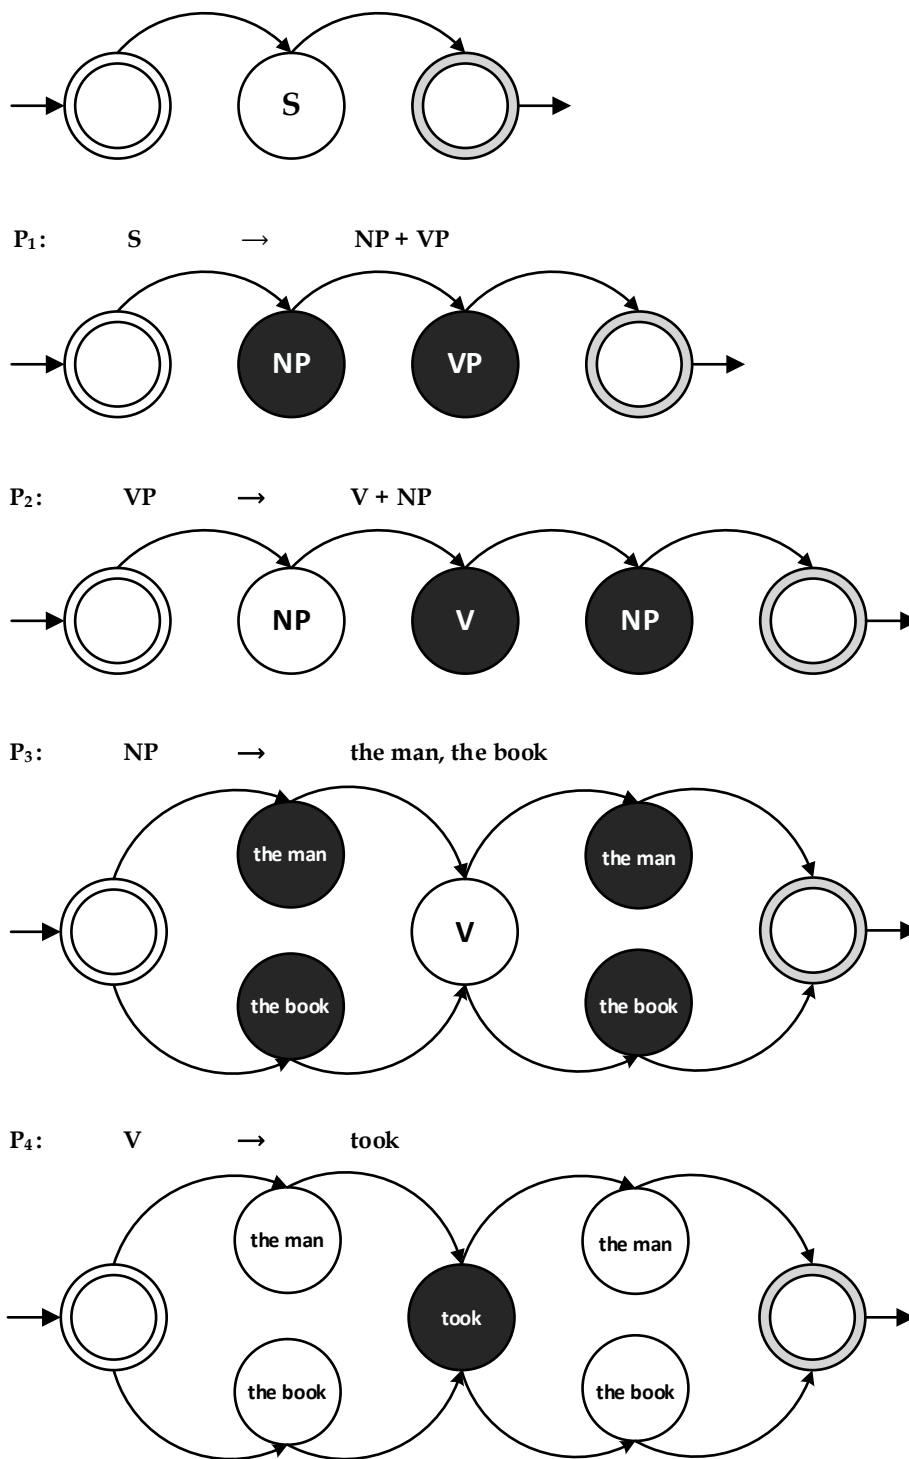 S
P₁: S → NP + VP
NP VP
P₂: VP → V + NP
NP V NP
P₃: NP → the man, the book
the man the man
V
the book the book
P₄: V → took
the man the man
took
the book the book